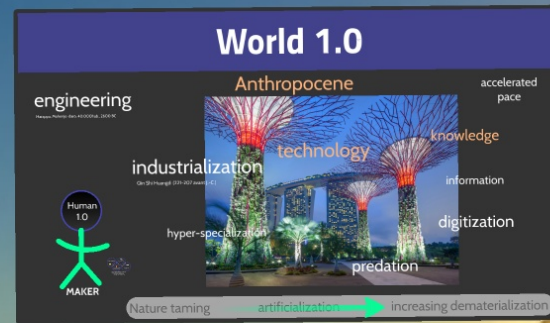 World 1.0
Anthropocene
accelerated
pace
engineering
knowledge
technology
industrialization
information
Human
1.0
digitization
hyper-specialization
predation
MAKER
Nature taming
artificialization
increasing dematerialization